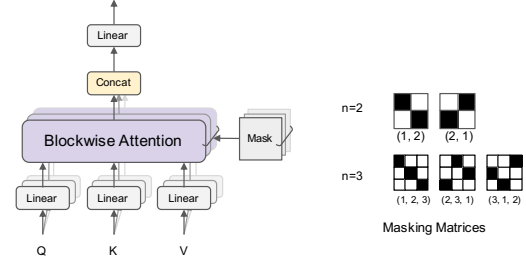 Linear
Concat
Blockwise Attention
Mask
Linear
Linear
Linear
Q
K
V
n=2
(1, 2)
(2, 1)
n=3
(1, 2, 3)
(2, 3, 1)
(3, 1, 2)
Masking Matrices